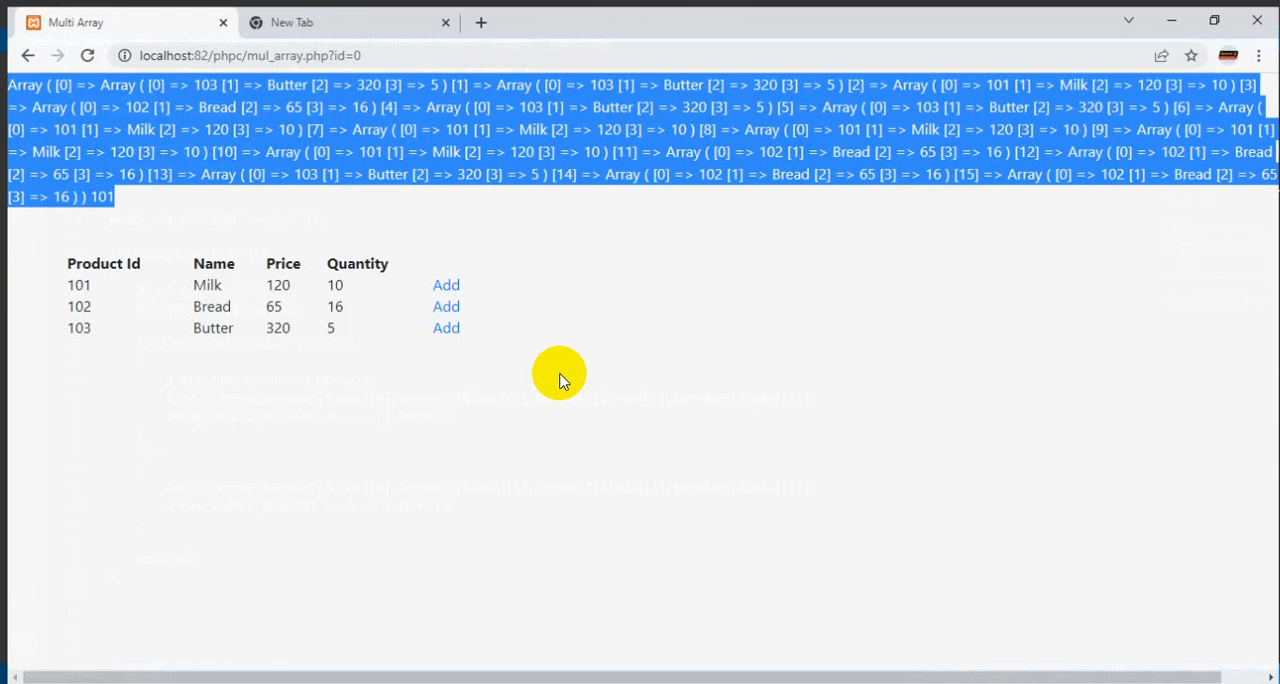 Multi Array
New Tab
localhost:82/phpc/mul_array.php?id=0
Array ( [0] => Array ( [0] => 103 [1] => Butter [2] => 320 [3] => 5 ) [1] => Array ( [0] => 103 [1] => Butter [2] => 320 [3] => 5 ) [2] => Array ( [0] => 101 [1] => Milk [2] => 120 [3] => 10 ) [3]
=> Array ( [0] => 102 [1] => Bread [2] => 65 [3] => 16 ) [4] => Array ( [0] => 103 [1] => Butter [2] => 320 [3] => 5 ) [5] => Array ( [0] => 103 [1] => Butter [2] => 320 [3] => 5 ) [6] => Array (
[0] => 101 [1] => Milk [2] => 120 [3] => 10 ) [7] => Array ( [0] => 101 [1] => Milk [2] => 120 [3] => 10 ) [8] => Array ( [0] => 101 [1] => Milk [2] => 120 [3] => 10 ) [9] => Array ( [0] => 101 [1]
=> Milk [2] => 120 [3] => 10 ) [10] => Array ( [0] => 101 [1] => Milk [2] => 120 [3] => 10 ) [11] => Array ( [0] => 102 [1] => Bread [2] => 65 [3] => 16 ) [12] => Array ( [0] => 102 [1] => Bread
[2] => 65 [3] => 16 ) [13] => Array ( [0] => 103 [1] => Butter [2] => 320 [3] => 5 ) [14] => Array ( [0] => 102 [1] => Bread [2] => 65 [3] => 16 ) [15] => Array ( [0] => 102 [1] => Bread [2] => 65
[3] => 16 ) ) 101
Product Id Name Price Quantity
101 Milk 120 10 Add
102 Bread 65 16 Add
103 Butter 320 5 Add